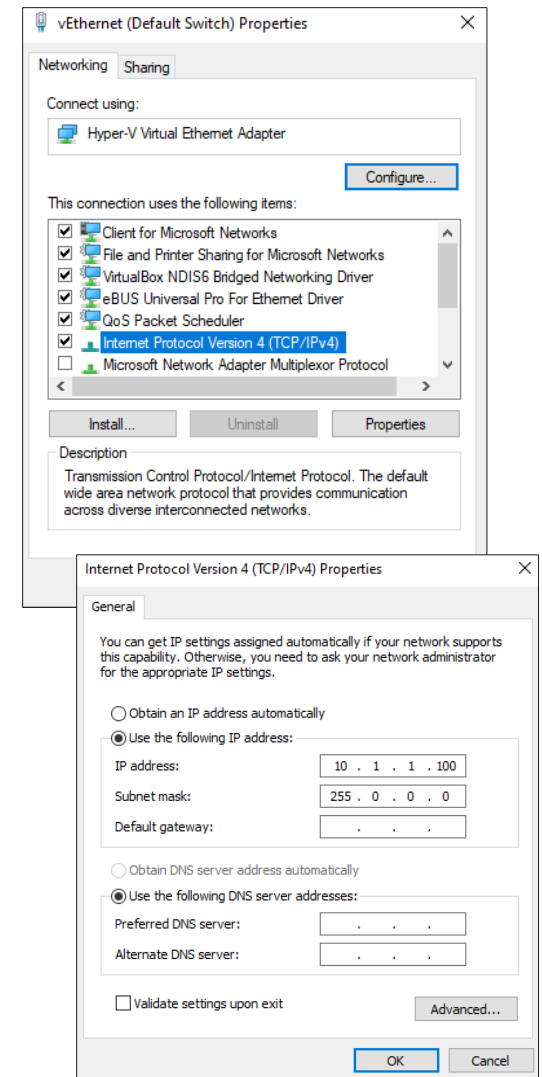 vEthernet (Default Switch) Properties
Networking Sharing
Connect using:
Hyper-V Virtual Ethernet Adapter
Configure...
This connection uses the following items:
Client for Microsoft Networks
File and Printer Sharing for Microsoft Networks
VirtualBox NDIS6 Bridged Networking Driver
eBUS Universal Pro For Ethernet Driver
QoS Packet Scheduler
Internet Protocol Version 4 (TCP/IPv4)
Microsoft Network Adapter Multiplexor Protocol
Install... Uninstall Properties
Description
Transmission Control Protocol/Internet Protocol. The default
wide area network protocol that provides communication
across diverse interconnected networks.
Internet Protocol Version 4 (TCP/IPv4) Properties
General
You can get IP settings assigned automatically if your network supports
this capability. Otherwise, you need to ask your network administrator
for the appropriate IP settings.
Obtain an IP address automatically
Use the following IP address:
IP address: 10 . 1 . 1 . 100
Subnet mask: 255 . 0 . 0 . 0
Default gateway: . . .
Obtain DNS server address automatically
Use the following DNS server addresses:
Preferred DNS server: . . .
Alternate DNS server: . . .
Validate settings upon exit
Advanced...
OK Cancel